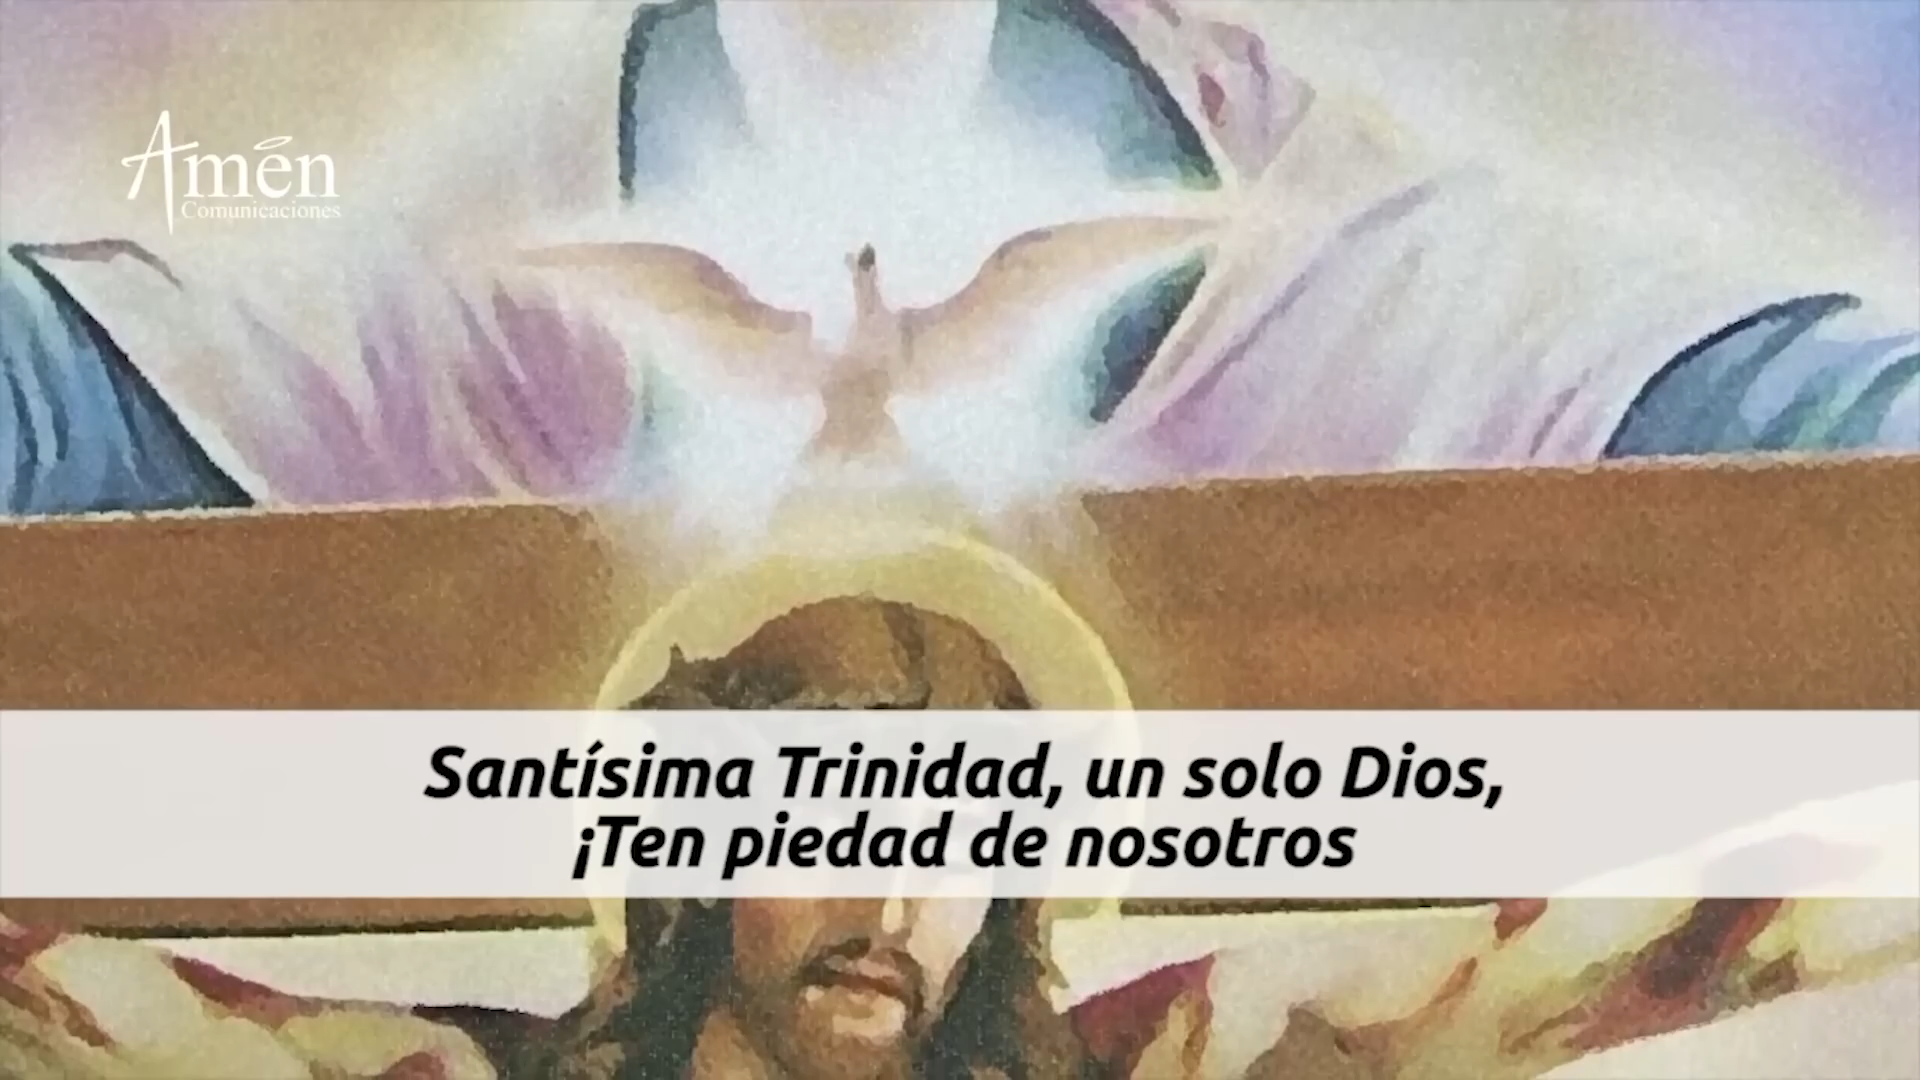 Amén
Comunicaciones
Santísima Trinidad, un solo Dios,
¡Ten piedad de nosotros